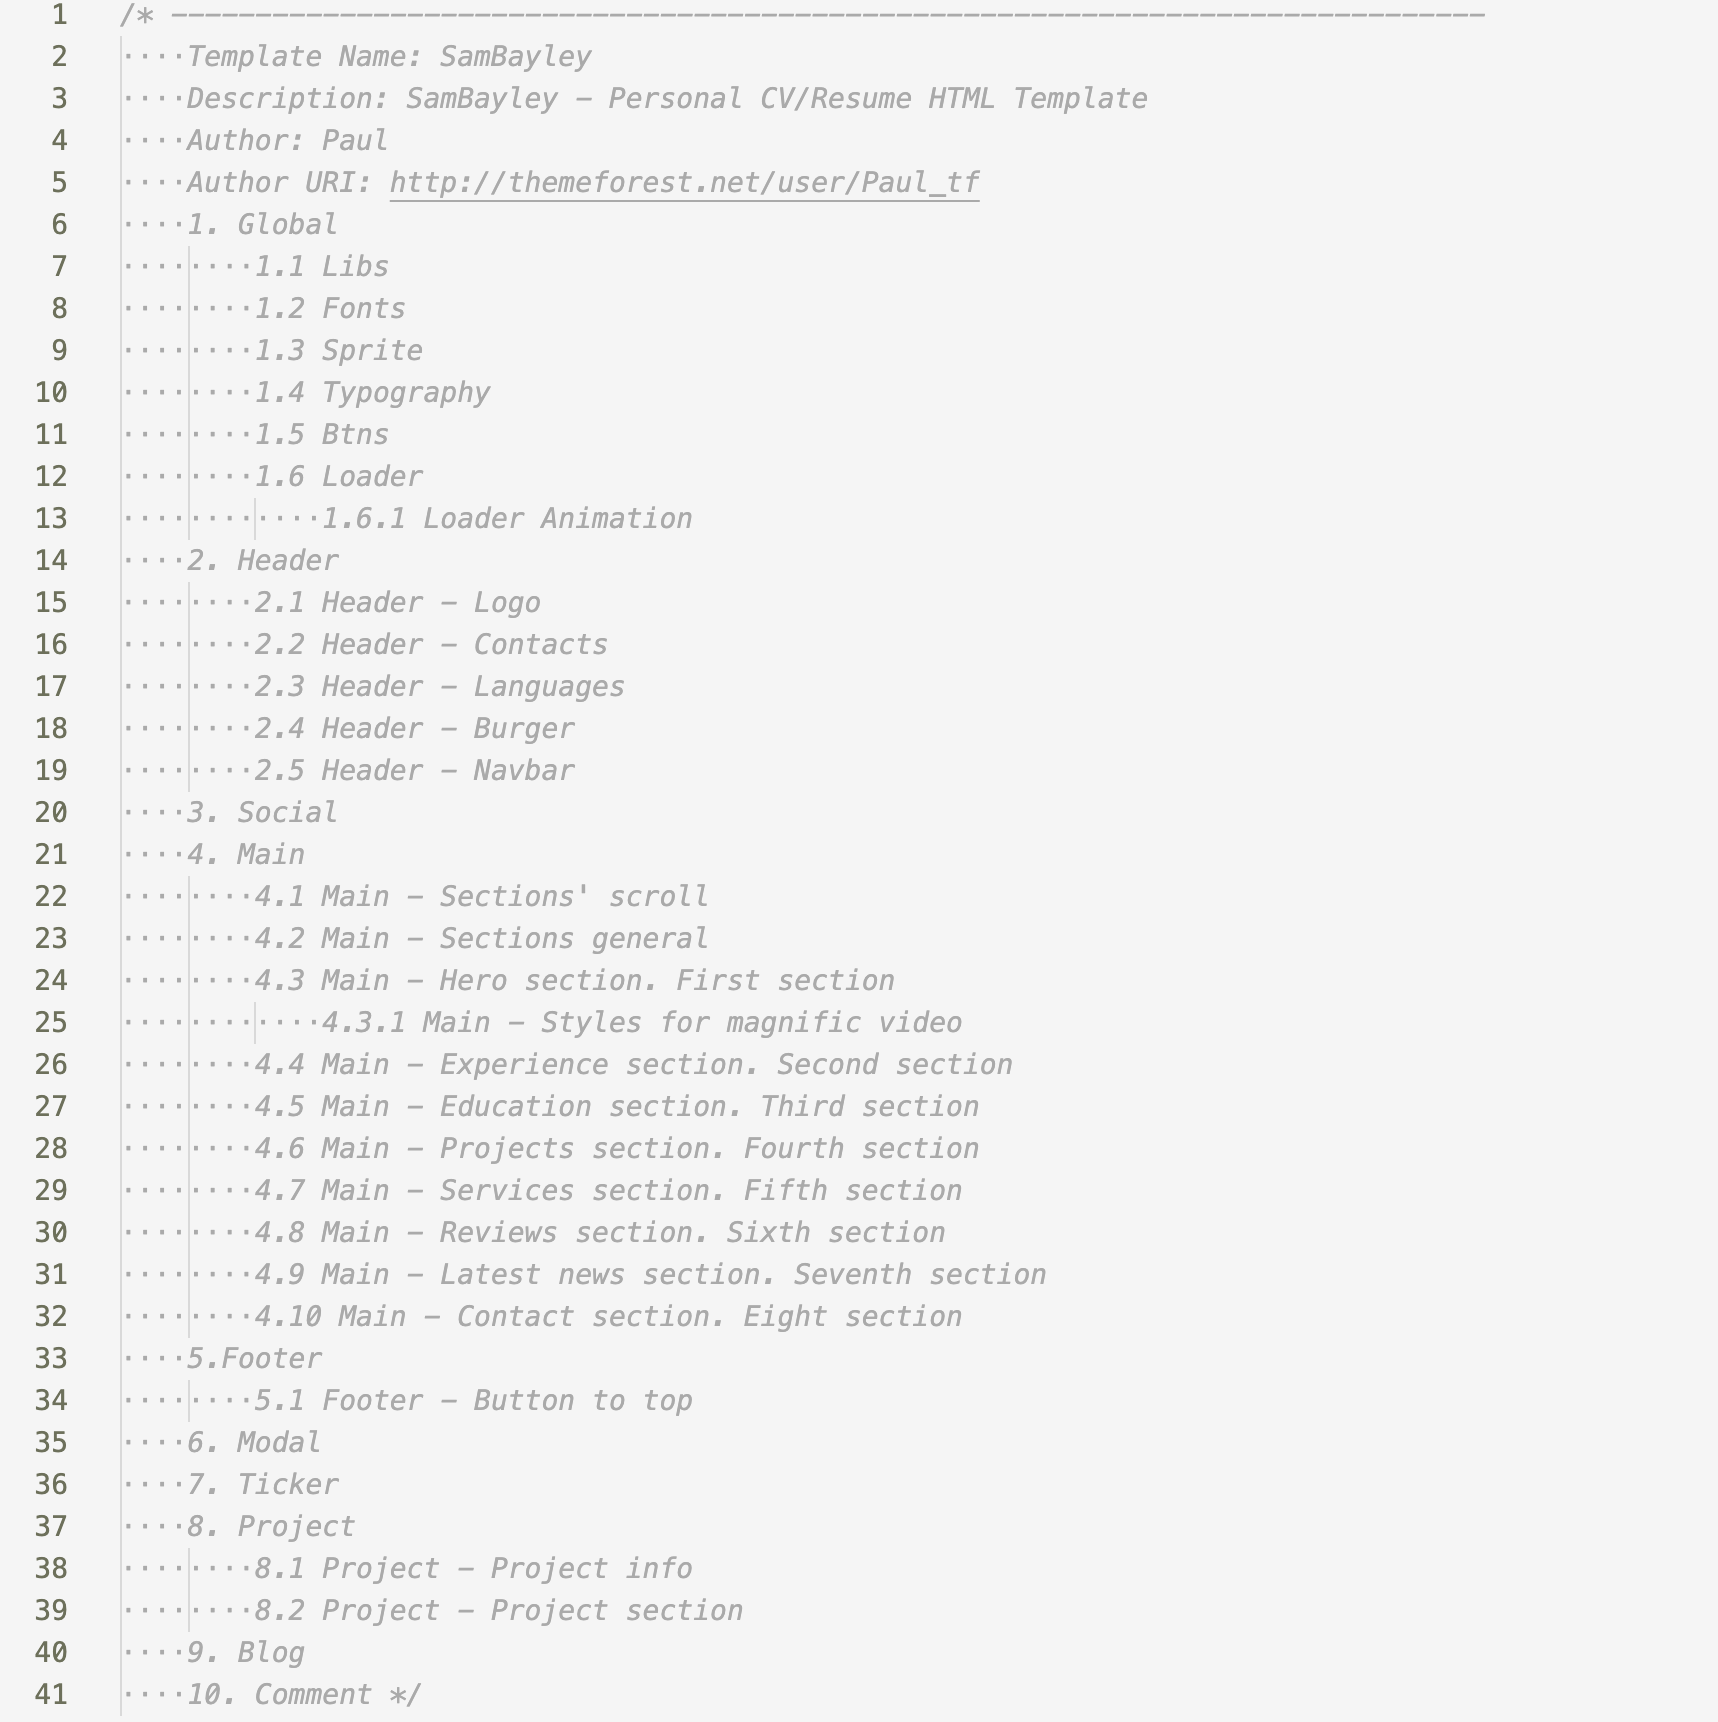 1 /* ------------------------------------------------------------------------------
2 Template Name: SamBayley
3 Description: SamBayley - Personal CV/Resume HTML Template
4 Author: Paul
5 Author URI: http://themeforest.net/user/Paul_tf
6 1. Global
7 1.1 Libs
8 1.2 Fonts
9 1.3 Sprite
10 1.4 Typography
11 1.5 Btns
12 1.6 Loader
13 1.6.1 Loader Animation
14 2. Header
15 2.1 Header - Logo
16 2.2 Header - Contacts
17 2.3 Header - Languages
18 2.4 Header - Burger
19 2.5 Header - Navbar
20 3. Social
21 4. Main
22 4.1 Main - Sections' scroll
23 4.2 Main - Sections general
24 4.3 Main - Hero section. First section
25 4.3.1 Main - Styles for magnific video
26 4.4 Main - Experience section. Second section
27 4.5 Main - Education section. Third section
28 4.6 Main - Projects section. Fourth section
29 4.7 Main - Services section. Fifth section
30 4.8 Main - Reviews section. Sixth section
31 4.9 Main - Latest news section. Seventh section
32 4.10 Main - Contact section. Eight section
33 5.Footer
34 5.1 Footer - Button to top
35 6. Modal
36 7. Ticker
37 8. Project
38 8.1 Project - Project info
39 8.2 Project - Project section
40 9. Blog
41 10. Comment */